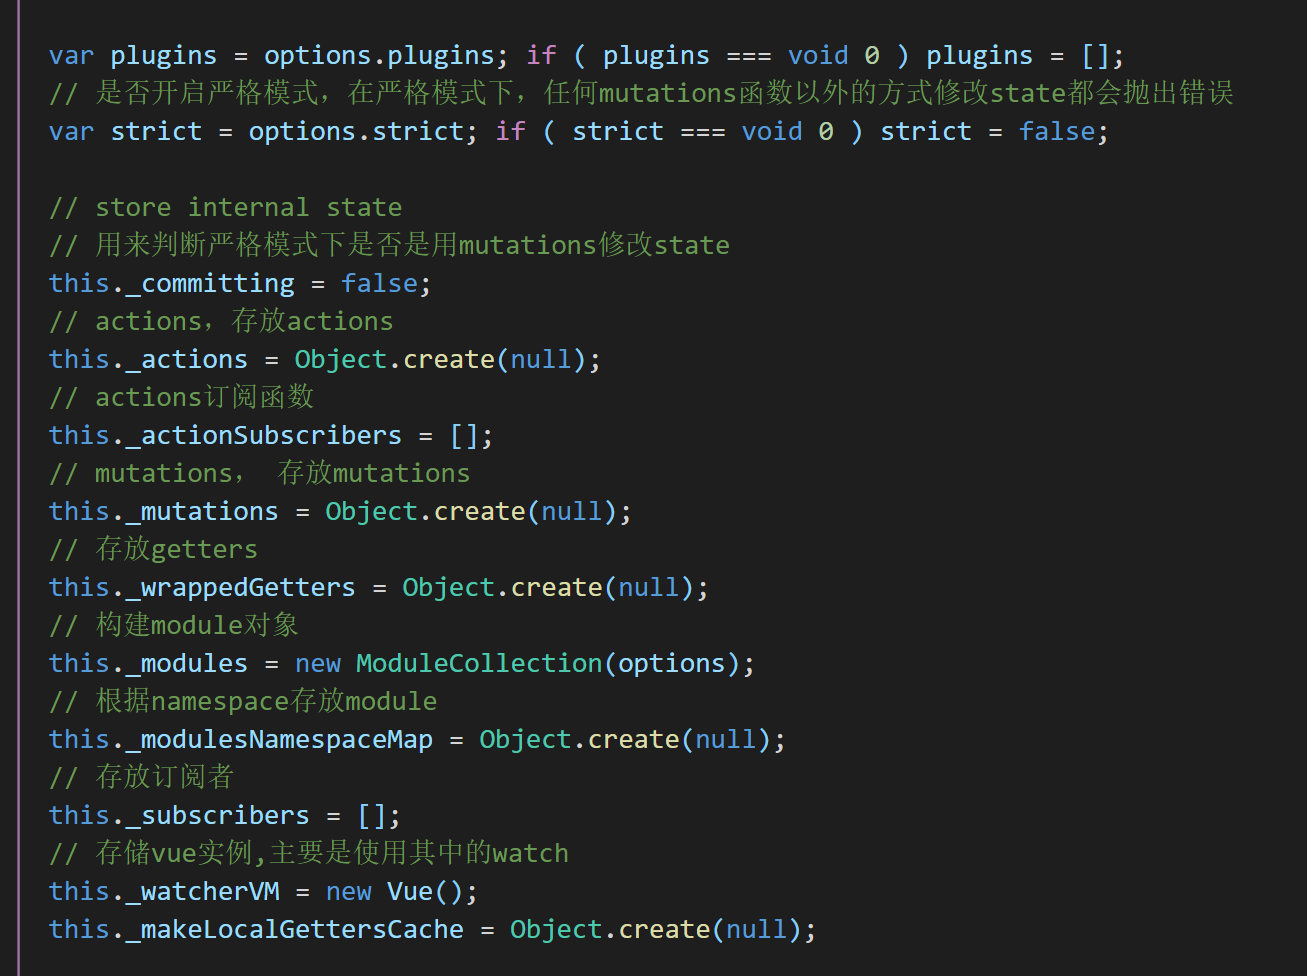 var plugins = options.plugins; if ( plugins === void 0 ) plugins = [];
// 是否开启严格模式，在严格模式下，任何mutations函数以外的方式修改state都会抛出错误
var strict = options.strict; if ( strict === void 0 ) strict = false;
// store internal state
// 用来判断严格模式下是否是用mutations修改state
this._committing = false;
// actions，存放actions
this._actions = Object.create(null);
// actions订阅函数
this._actionSubscribers = [];
// mutations， 存放mutations
this._mutations = Object.create(null);
// 存放getters
this._wrappedGetters = Object.create(null);
// 构建module对象
this._modules = new ModuleCollection(options);
// 根据namespace存放module
this._modulesNamespaceMap = Object.create(null);
// 存放订阅者
this._subscribers = [];
// 存储vue实例,主要是使用其中的watch
this._watcherVM = new Vue();
this._makeLocalGettersCache = Object.create(null);